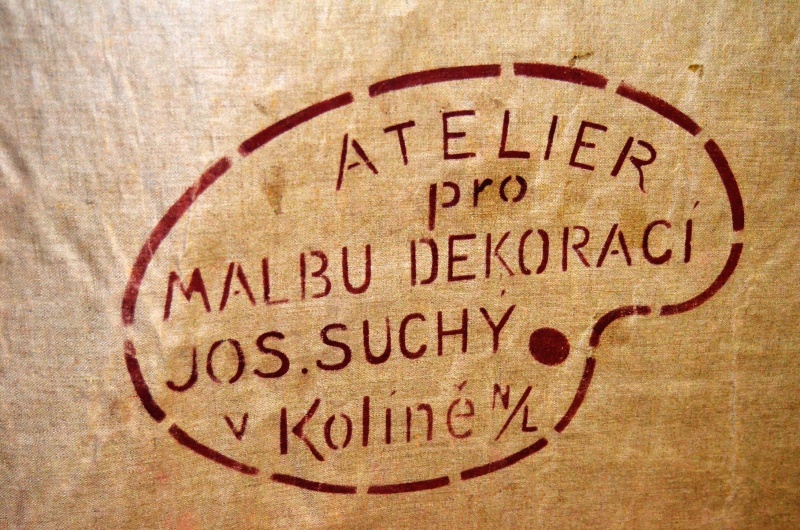 ATELIER
pro
MALBU DEKORACÍ
JOS. SUCHÝ
v Kolíně N/L